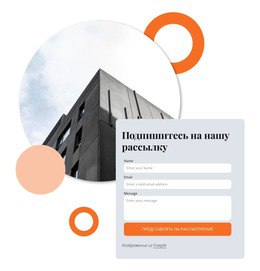 Подпишитесь на нашу
рассылку
Name
Enter your Name
Email
Enter a valid email address
Message
Enter your message
ПРЕДСТАВЛЯТЬ НА РАССМОТРЕНИЕ
Изображение из Freepik